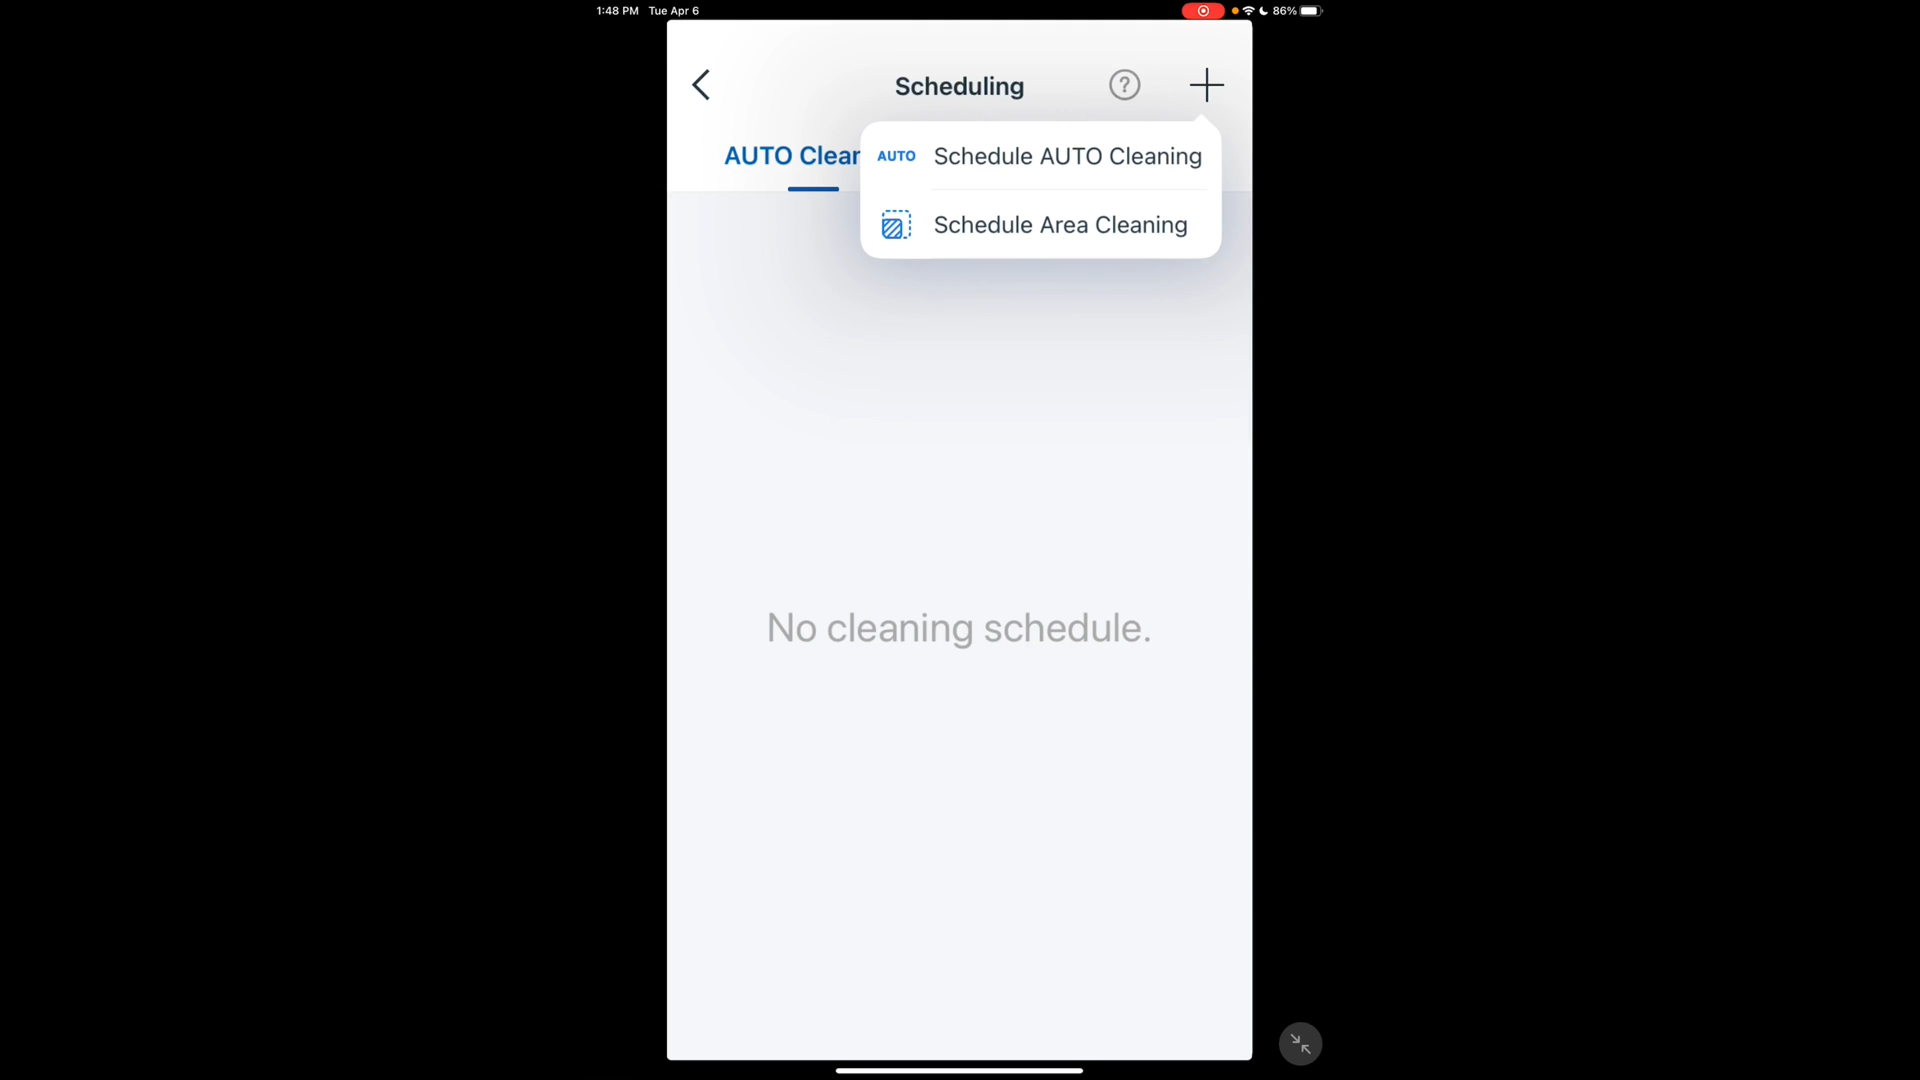 1:48 PM Tue Apr 6
86%
Scheduling
?
AUTO Clean
AUTO Schedule AUTO Cleaning
Schedule Area Cleaning
No cleaning schedule.